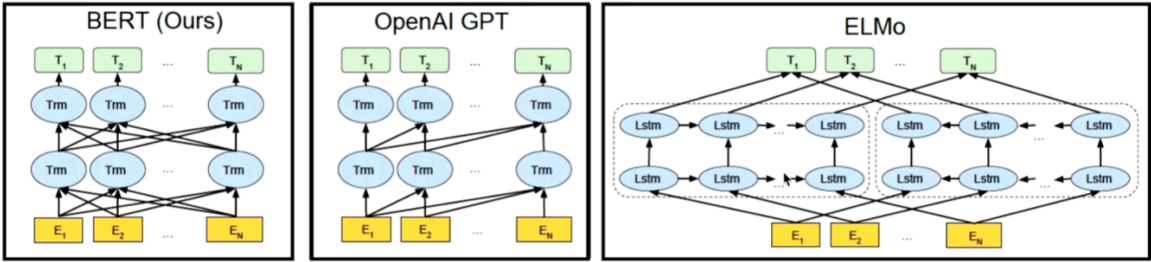 BERT (Ours)
T1 T2 ... TN
Trm Trm ... Trm
Trm Trm ... Trm
E1 E2 ... EN
OpenAI GPT
T1 T2 ... TN
Trm Trm ... Trm
Trm Trm ... Trm
E1 E2 ... EN
ELMo
T1 T2 ... TN
Lstm Lstm ... Lstm Lstm Lstm ... Lstm
Lstm Lstm ... Lstm Lstm Lstm ... Lstm
E1 E2 ... EN